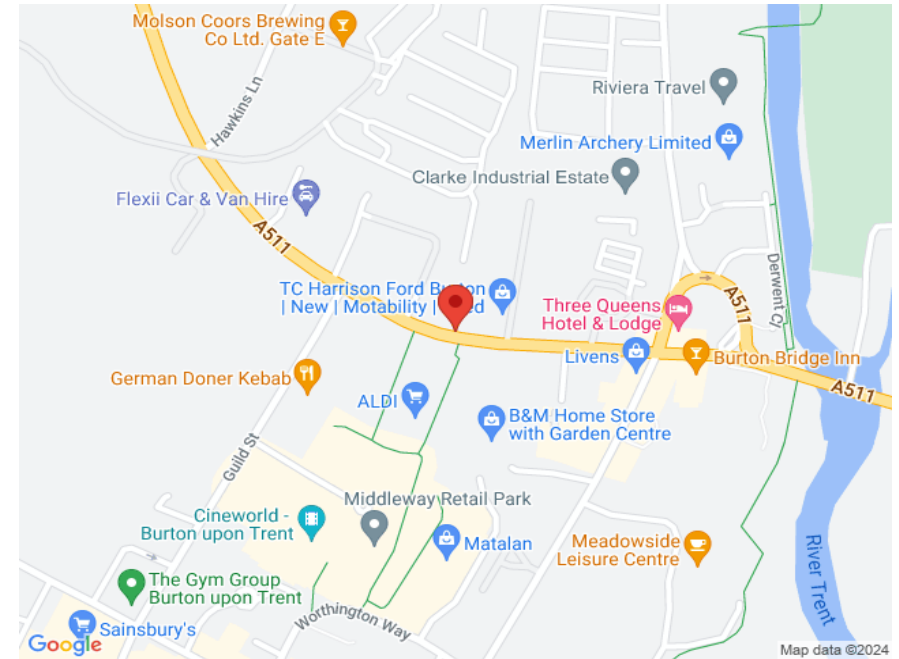 Molson Coors Brewing
Co Ltd. Gate E
Hawkins Ln
Riviera Travel
Merlin Archery Limited
Clarke Industrial Estate
Flexii Car & Van Hire
A511
Derwent Cl
TC Harrison Ford Burton
| New | Motability |
Three Queens
Hotel & Lodge
A511
Livens
Burton Bridge Inn
A511
German Doner Kebab
ALDI
B&M Home Store
with Garden Centre
Guild St
Middleway Retail Park
Cineworld -
Burton upon Trent
Matalan
Meadowside
Leisure Centre
River Trent
The Gym Group
Burton upon Trent
Worthington Way
Sainsbury's
Google
Map data ©2024